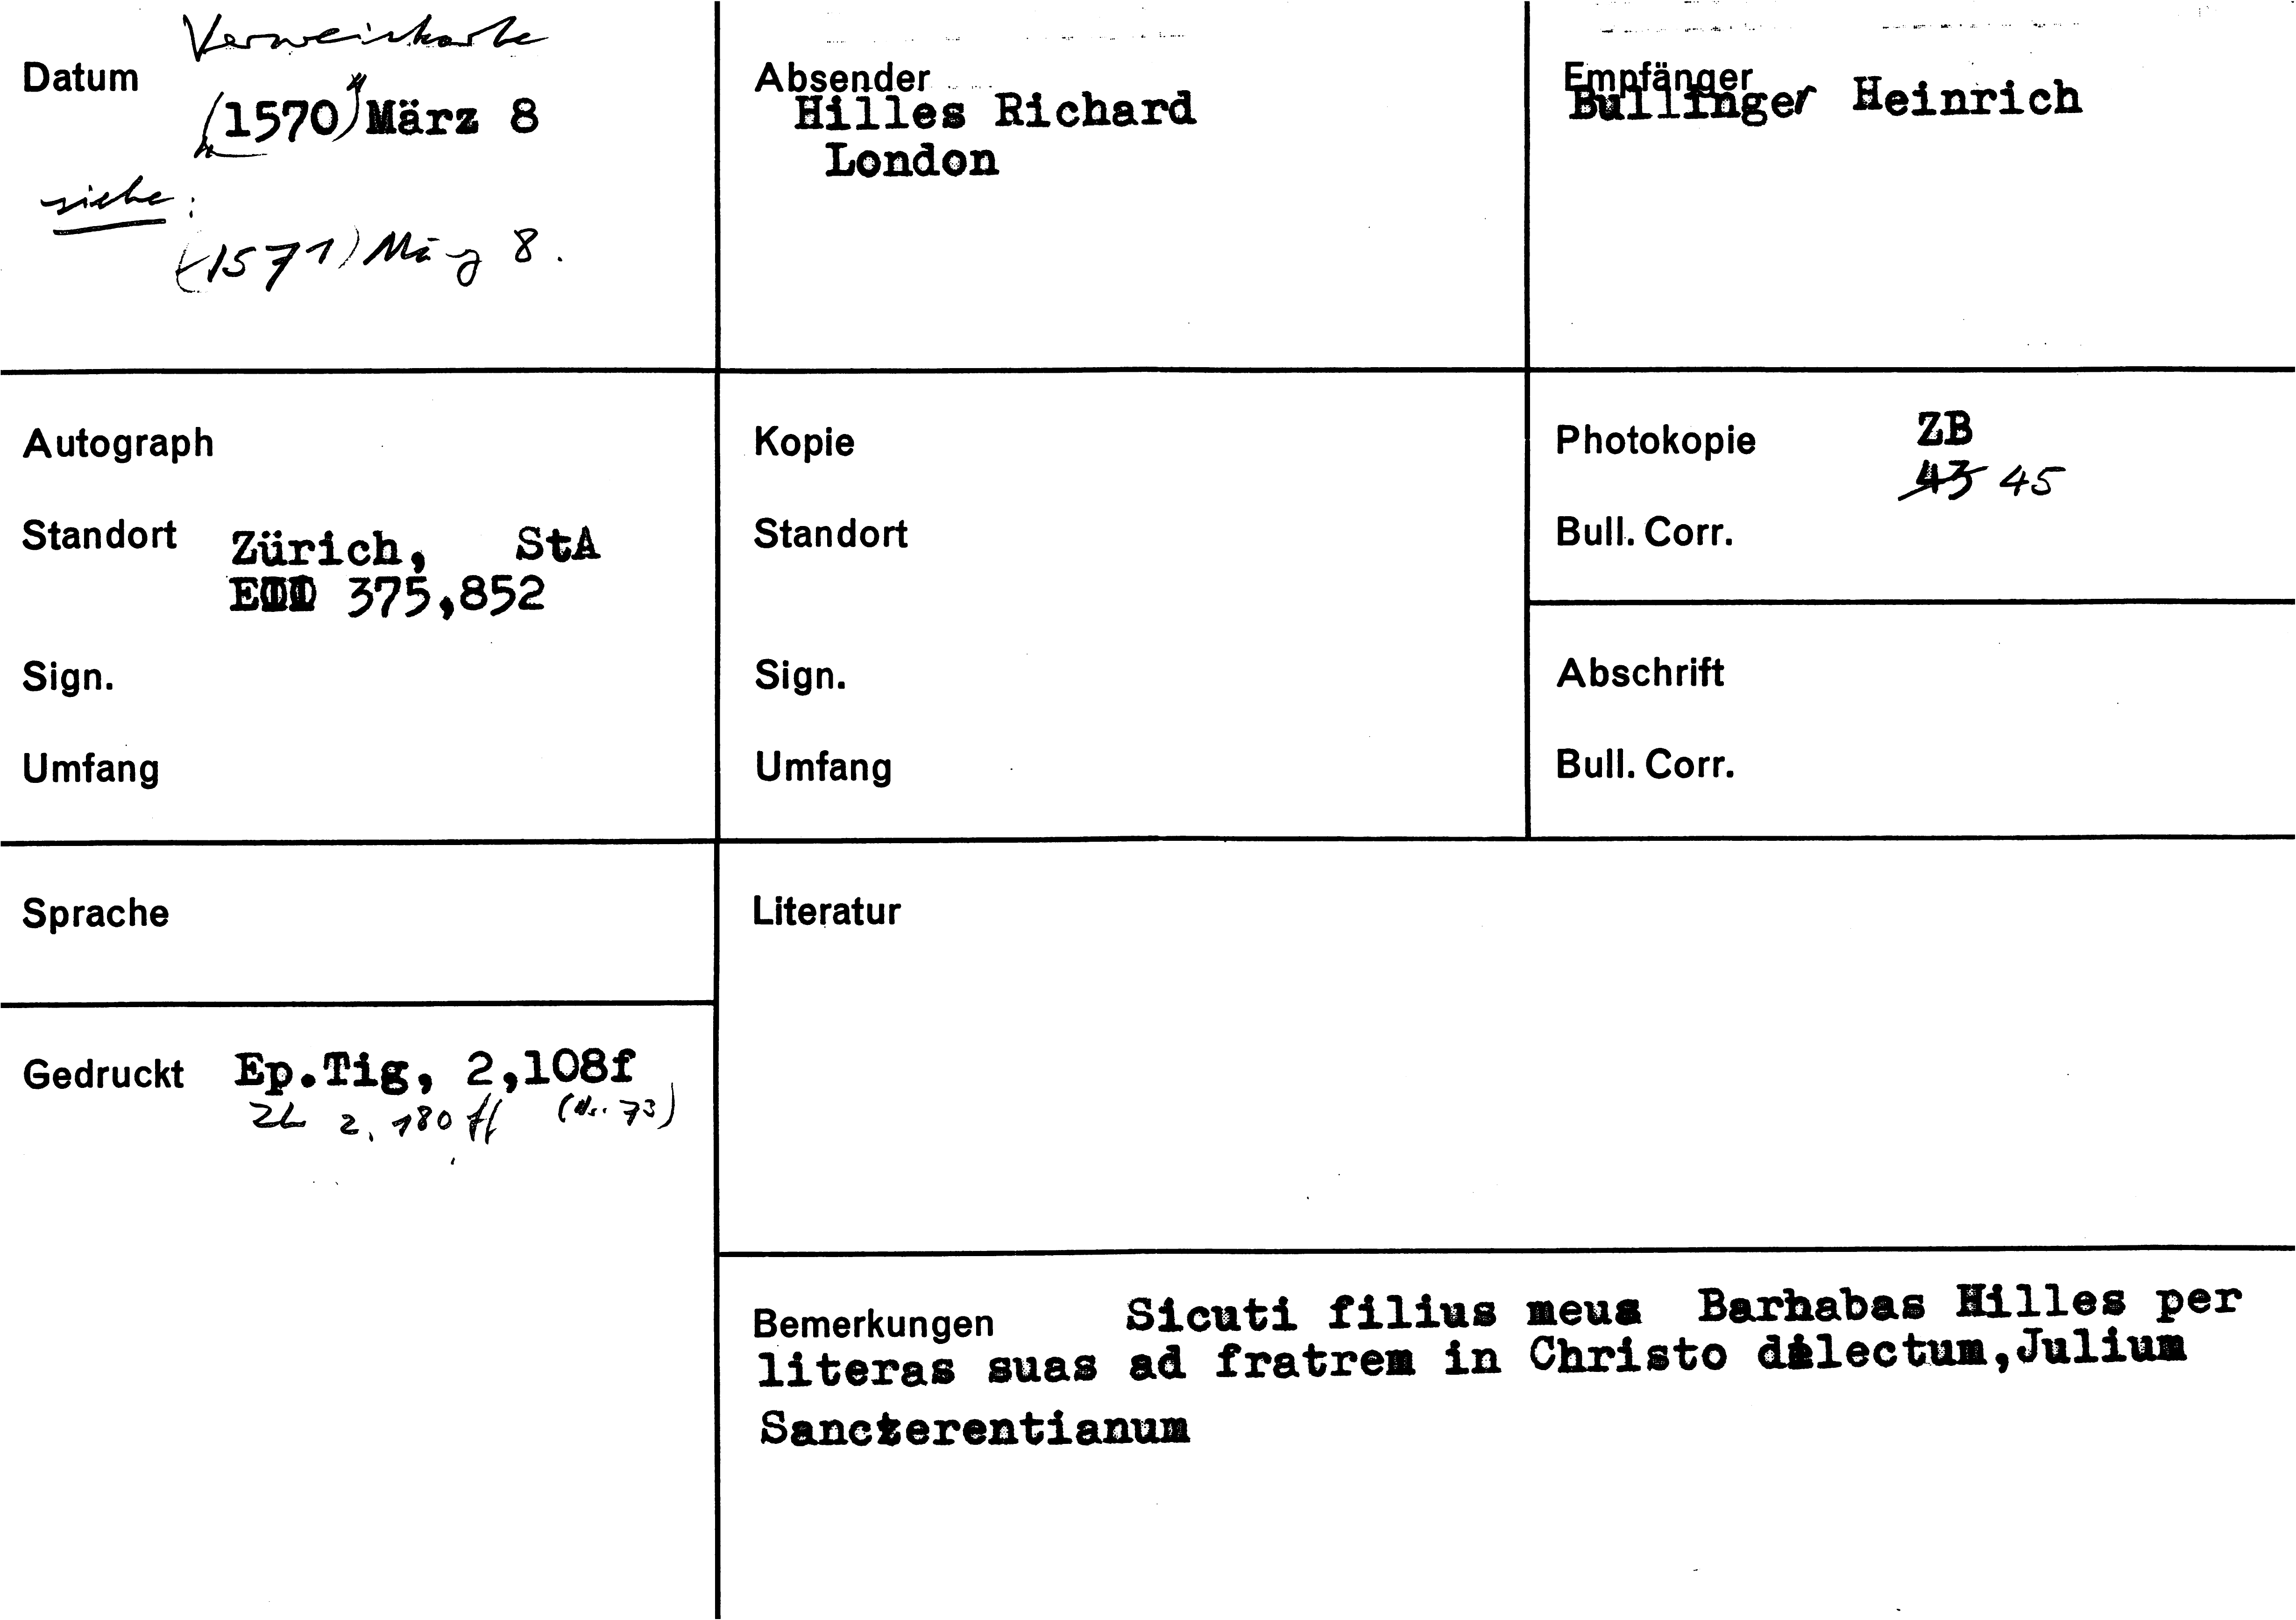 Verweiskarte
Datum
(1570) März 8
siehe:
(1571) März 8.
Absender
Hilles Richard
London
Empfänger
Bullinger Heinrich
Autograph
Standort Zürich, StA
EII 375,852
Sign.
Umfang
Kopie
Standort
Sign.
Umfang
Photokopie ZB
43 45
Bull. Corr.
Abschrift
Bull. Corr.
Sprache
Literatur
Gedruckt Ep.Tig, 2,108f
ZL 2, 180 ff (Nr. 73)
Bemerkungen Sicuti filius meus Barhabas Hilles per
literas suas ad fratrem in Christo dilectum,Julium
Sancterentianum